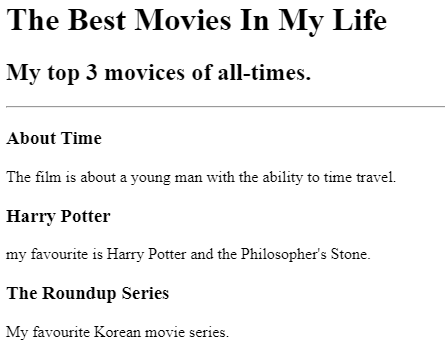 The Best Movies In My Life
My top 3 movices of all-times.
About Time
The film is about a young man with the ability to time travel.
Harry Potter
my favourite is Harry Potter and the Philosopher's Stone.
The Roundup Series
My favourite Korean movie series.